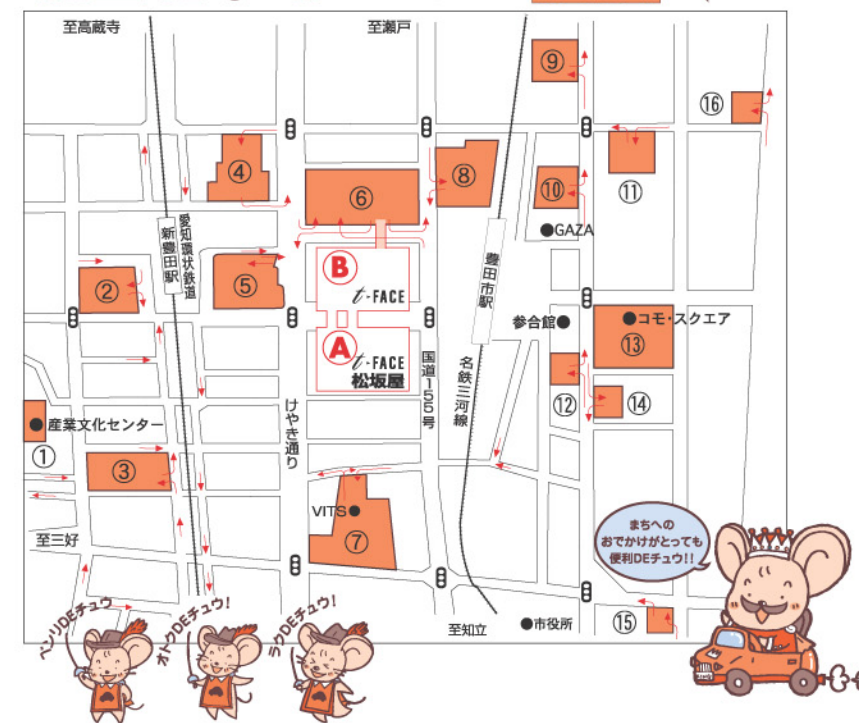 至高蔵寺
至瀬戸
⑨
⑯
④
⑧
⑪
⑥
⑩
●GAZA
愛知環状鉄道
新豊田駅
B
t-FACE
豊田市駅
②
⑤
参合館●
●コモ・スクエア
⑬
A
t-FACE
松坂屋
国道155号
名鉄三河線
けやき通り
⑫
⑭
●産業文化センター
①
③
VITS●
⑦
至三好
まちへの
おでかけがとっても
便利DEチュウ!!
ベンリDEチュウ!
オトクDEチュウ!
ラクDEチュウ!
至知立
●市役所
⑮